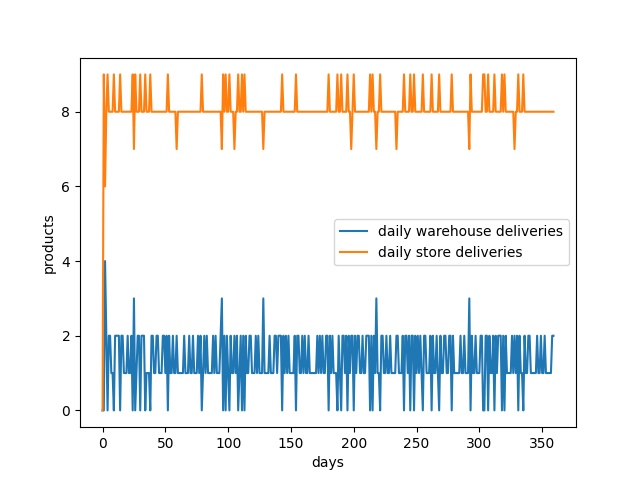 8
6
4
2
0
products
daily warehouse deliveries
daily store deliveries
0 50 100 150 200 250 300 350
days